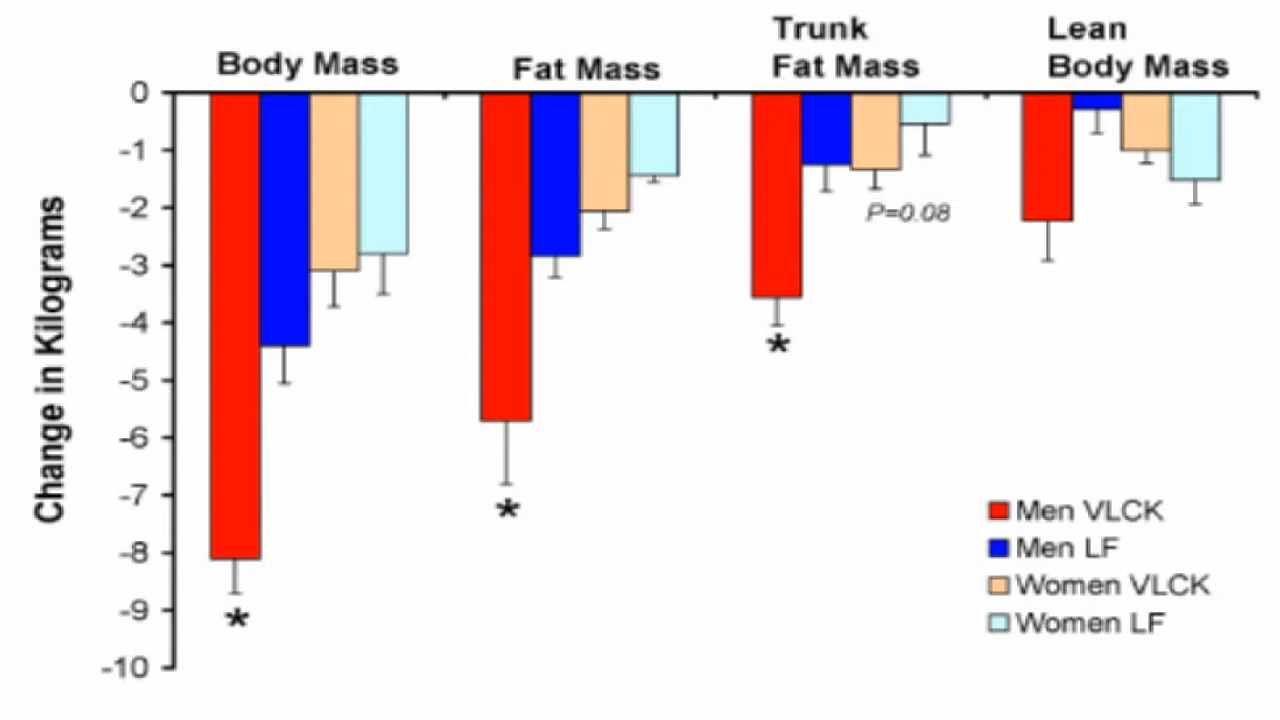 Body Mass
Fat Mass
Trunk
Fat Mass
Lean
Body Mass
Change in Kilograms
0
-1
-2
-3
-4
-5
-6
-7
-8
-9
-10
*
*
*
P=0.08
Men VLCK
Men LF
Women VLCK
Women LF